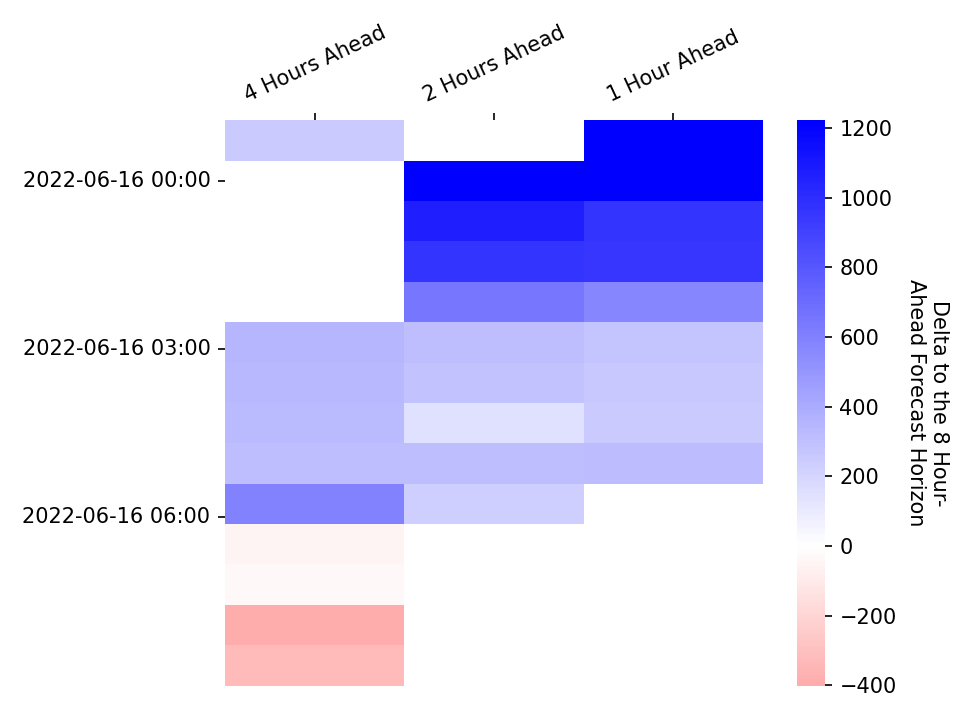 4 Hours Ahead
2 Hours Ahead
1 Hour Ahead
2022-06-16 00:00
2022-06-16 03:00
2022-06-16 06:00
1200
1000
800
600
400
200
0
−200
−400
Delta to the 8 Hour-
Ahead Forecast Horizon